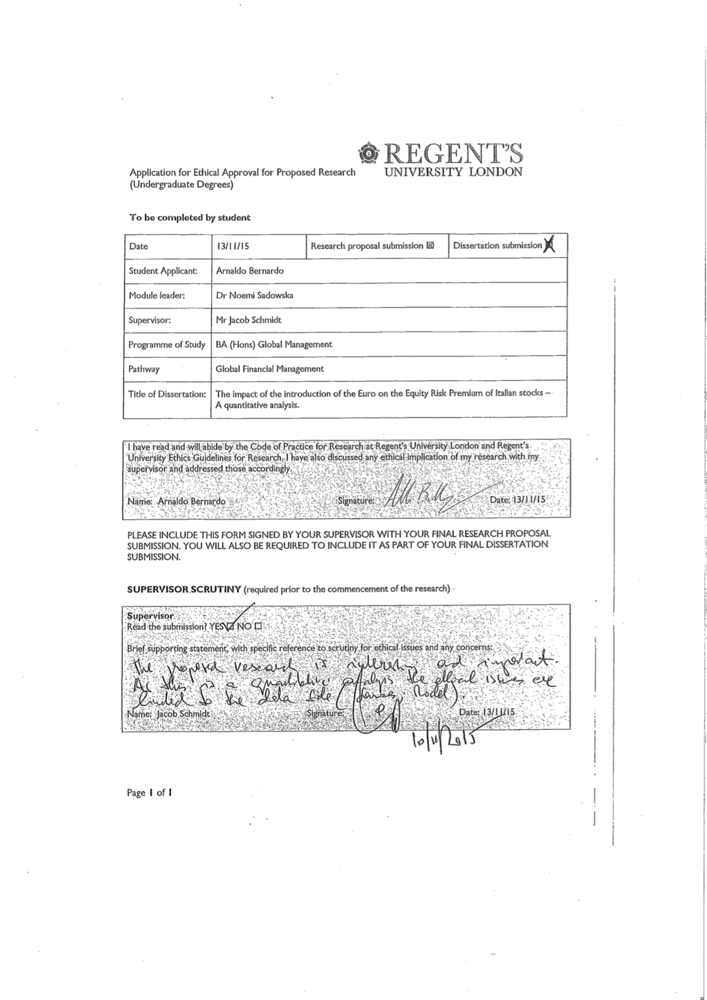 REGENT'S
UNIVERSITY LONDON
Application for Ethical Approval for Proposed Research
(Undergraduate Degrees)
To be completed by student
Date 13/11/15 Research proposal submission ☒ Dissertation submission ☒
Student Applicant: Arnaldo Bernardo
Module leader: Dr Noemi Sadowska
Supervisor: Mr Jacob Schmidt
Programme of Study BA (Hons) Global Management
Pathway Global Financial Management
Title of Dissertation: The impact of the introduction of the Euro on the Equity Risk Premium of Italian stocks –
A quantitative analysis.
I have read and will abide by the Code of Practice for Research at Regent's University London and Regent's
University Ethics Guidelines for Research. I have also discussed any ethical implication of my research with my
supervisor and addressed those accordingly.
Name: Arnaldo Bernardo Signature: Date: 13/11/15
PLEASE INCLUDE THIS FORM SIGNED BY YOUR SUPERVISOR WITH YOUR FINAL RESEARCH PROPOSAL
SUBMISSION. YOU WILL ALSO BE REQUIRED TO INCLUDE IT AS PART OF YOUR FINAL DISSERTATION
SUBMISSION.
SUPERVISOR SCRUTINY (required prior to the commencement of the research)
Supervisor
Read the submission? YES ☑ NO ☐
Brief supporting statement, with specific reference to scrutiny for ethical issues and any concerns:
The proposed research is interesting and important.
As this is a analysis the ethical issues are
limited to the data side
Name: Jacob Schmidt Signature: Date: 13/11/15
10/11/2015
Page 1 of 1